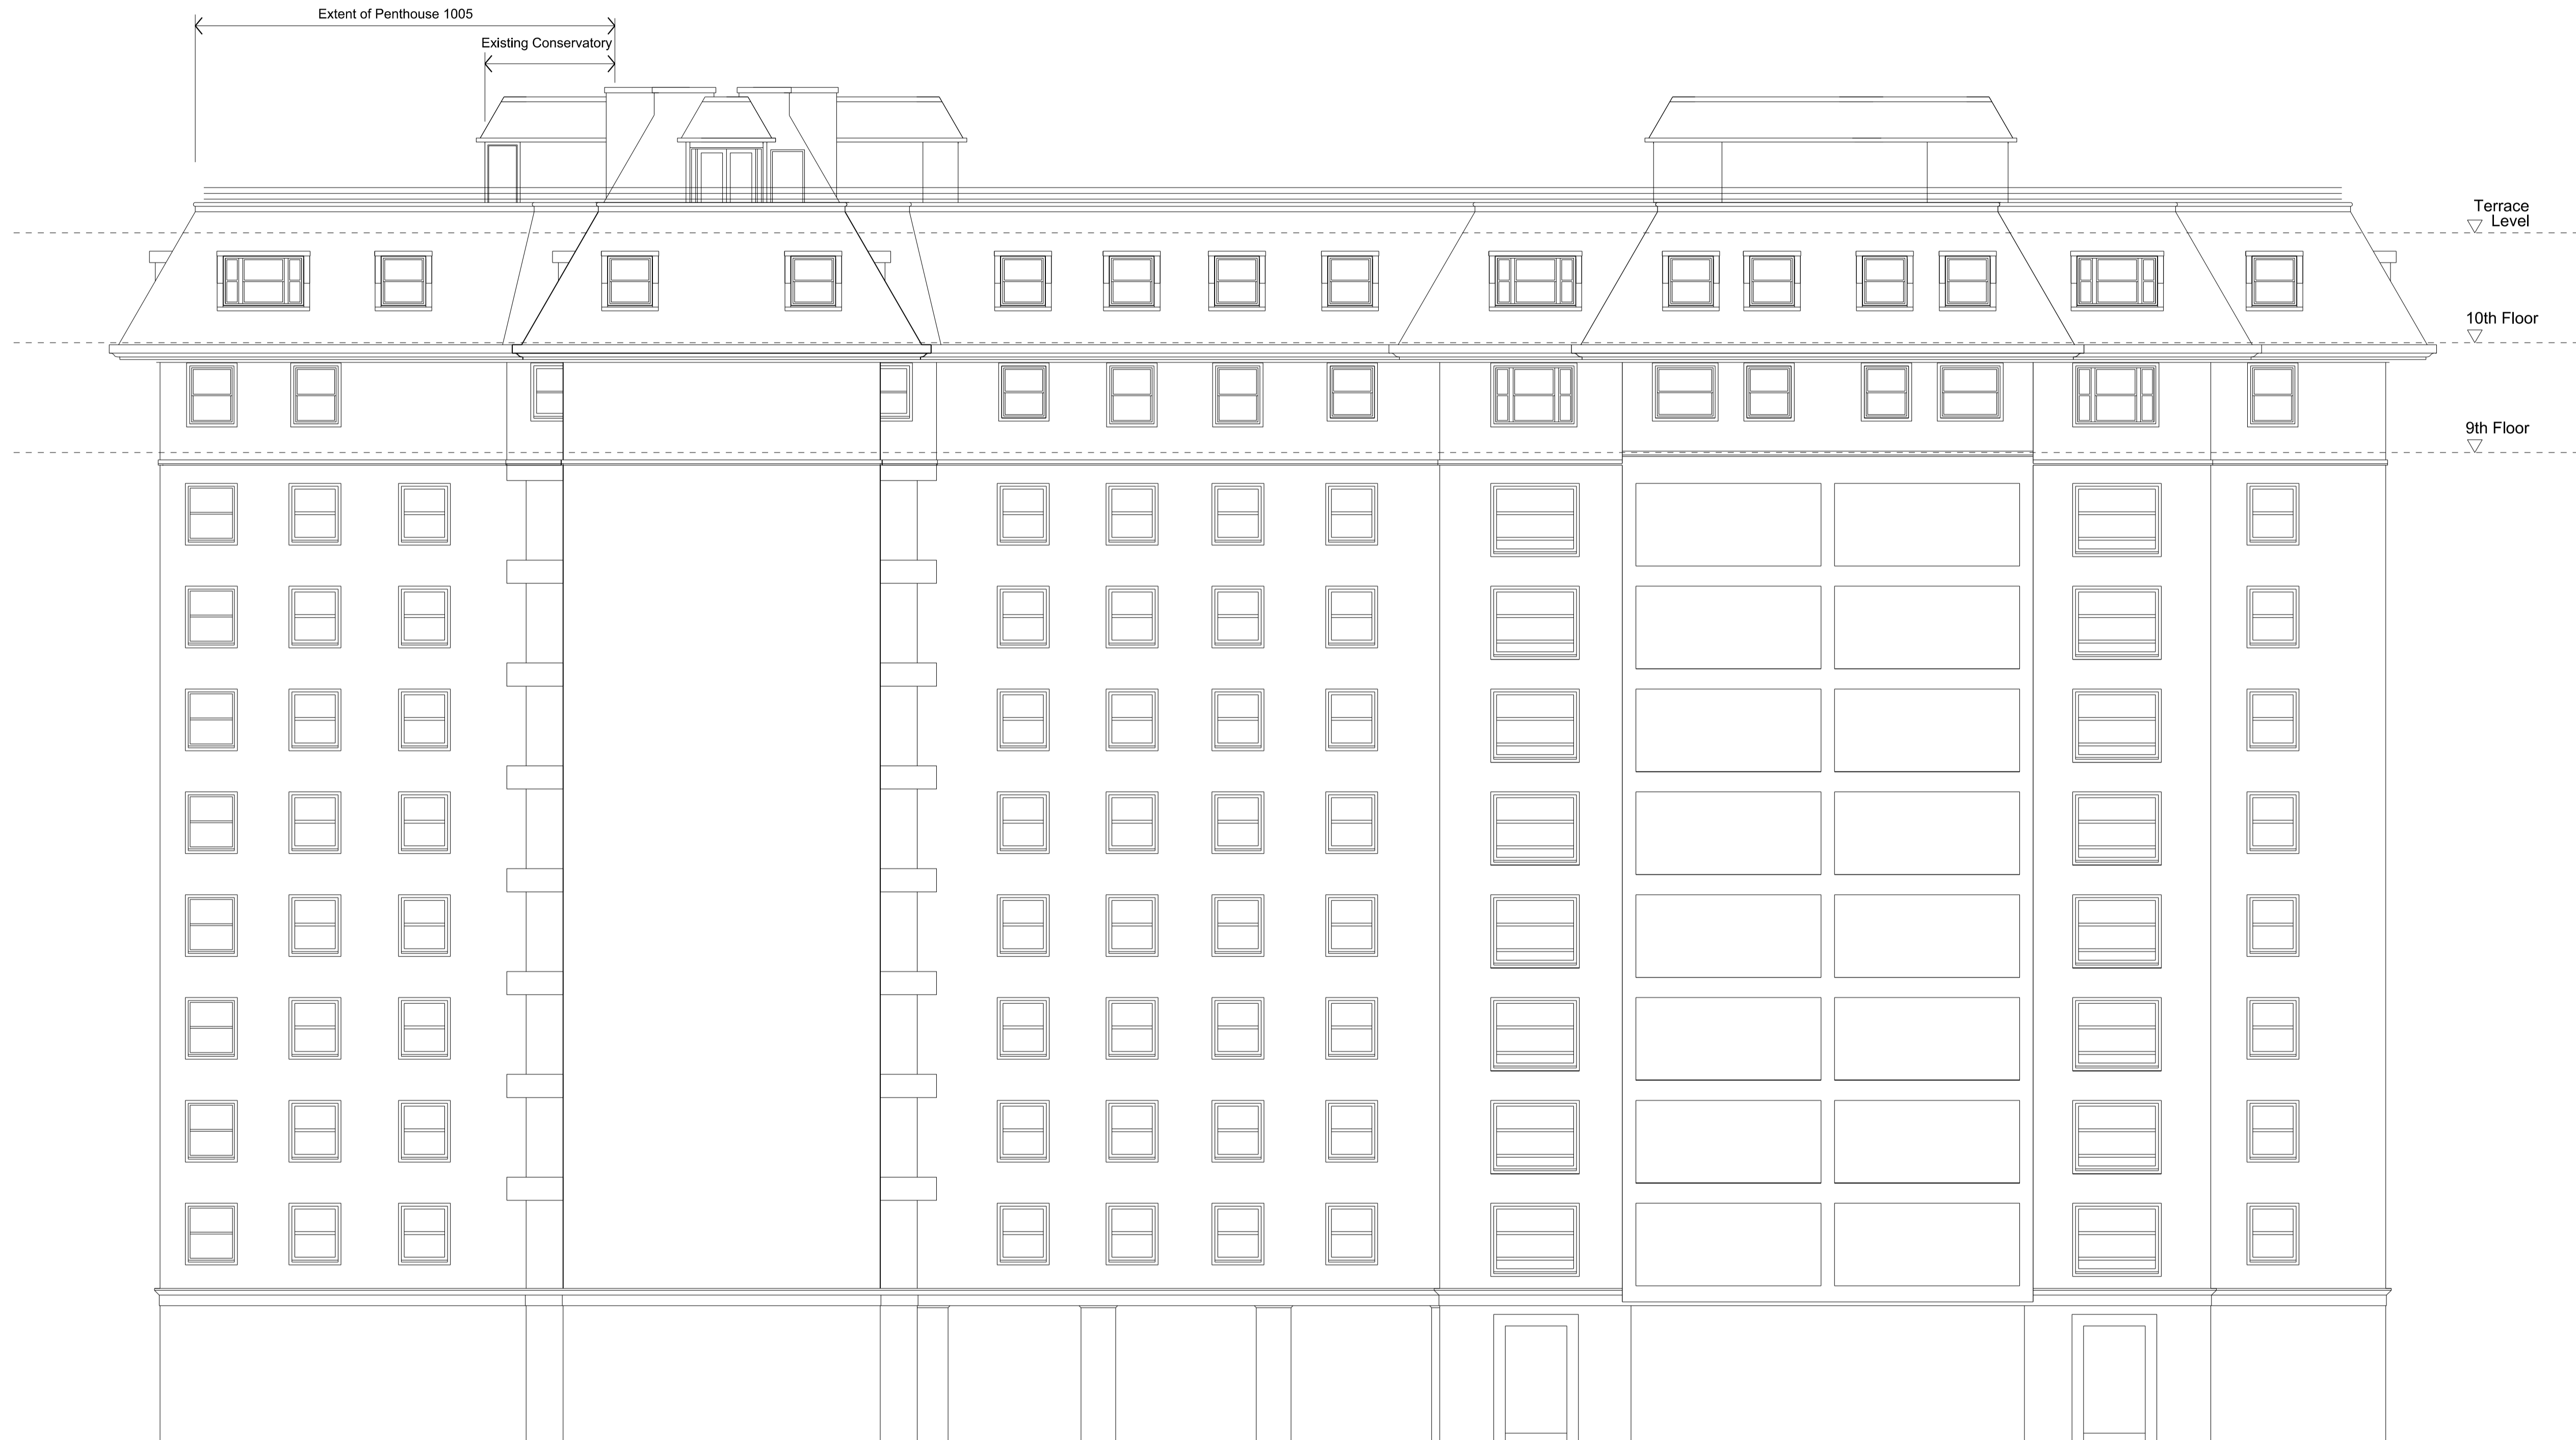 Extent of Penthouse 1005
Existing Conservatory
Terrace
Level
10th Floor
9th Floor